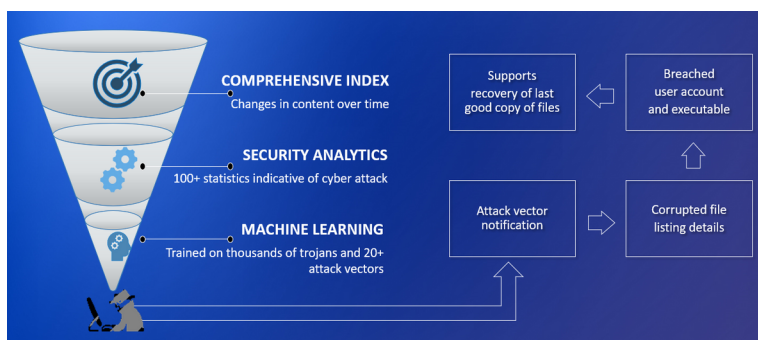 COMPREHENSIVE INDEX
Changes in content over time
SECURITY ANALYTICS
100+ statistics indicative of cyber attack
MACHINE LEARNING
Trained on thousands of trojans and 20+
attack vectors
Supports
recovery of last
good copy of files
Breached
user account
and executable
Attack vector
notification
Corrupted file
listing details